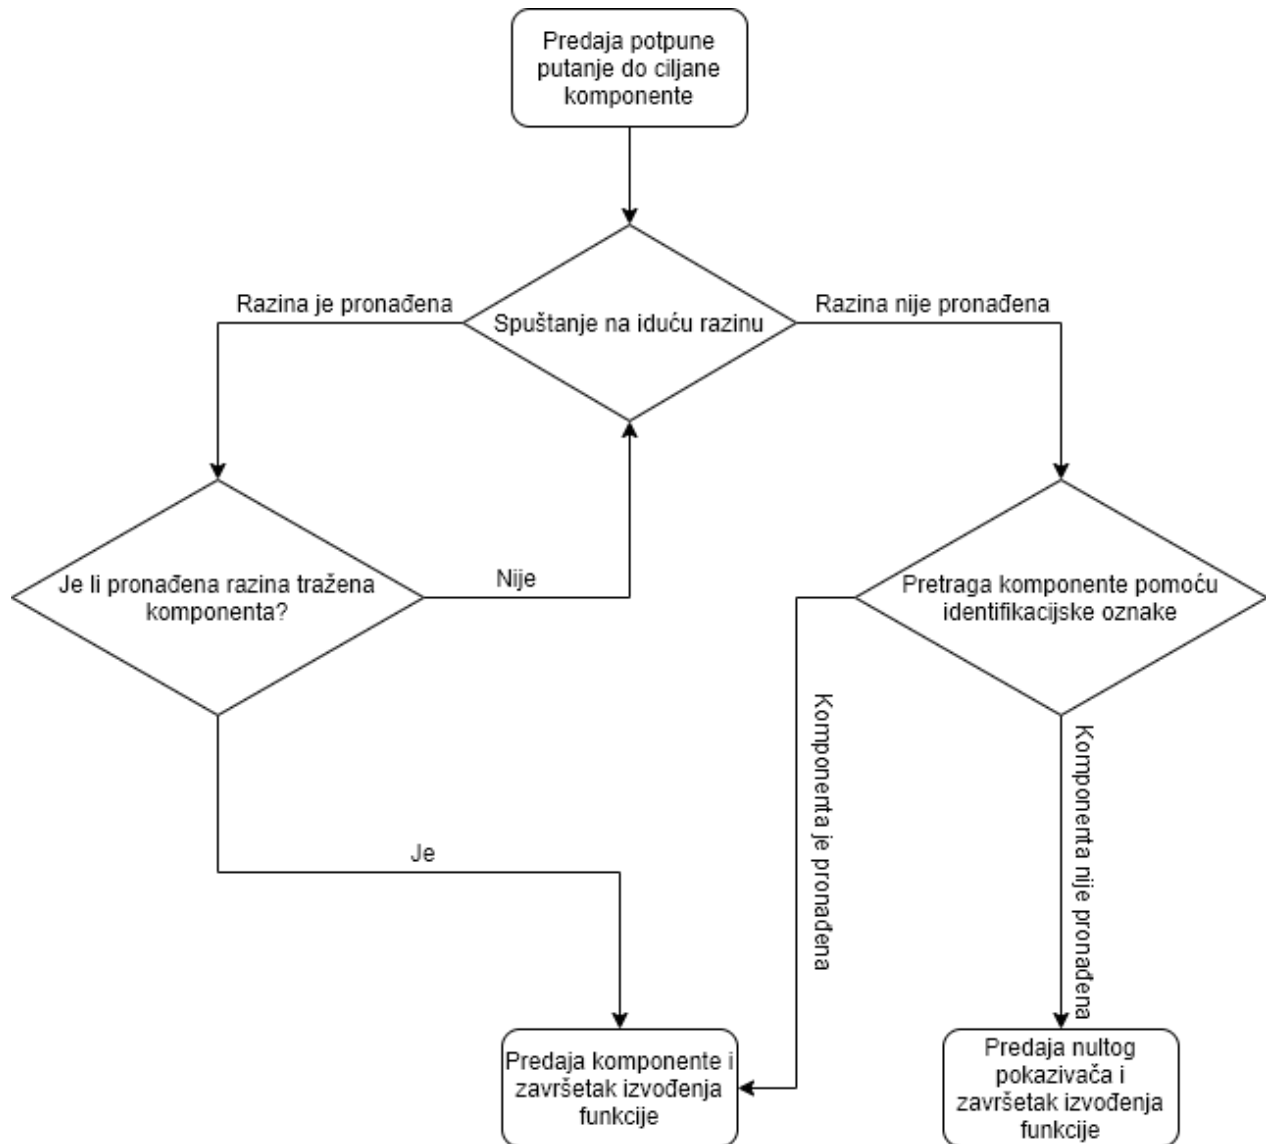 Predaja potpune
putanje do ciljane
komponente
Razina je pronađena
Spuštanje na iduću razinu
Razina nije pronađena
Je li pronađena razina tražena
komponenta?
Nije
Pretraga komponente pomoću
identifikacijske oznake
Je
Komponenta je pronađena
Komponenta nije pronađena
Predaja komponente i
završetak izvođenja
funkcije
Predaja nultog
pokazivača i
završetak izvođenja
funkcije